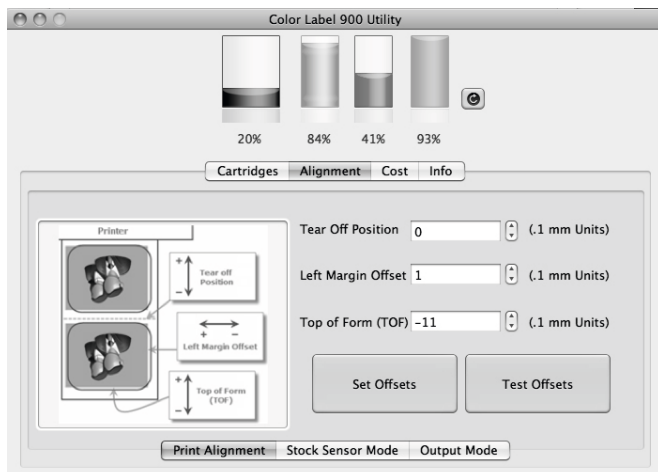 Color Label 900 Utility
20% 84% 41% 93%
Cartridges Alignment Cost Info
Printer
+
Tear off
Position
−
+ −
Left Margin Offset
+
Top of Form
(TOF)
−
Tear Off Position 0 (.1 mm Units)
Left Margin Offset 1 (.1 mm Units)
Top of Form (TOF) -11 (.1 mm Units)
Set Offsets Test Offsets
Print Alignment Stock Sensor Mode Output Mode